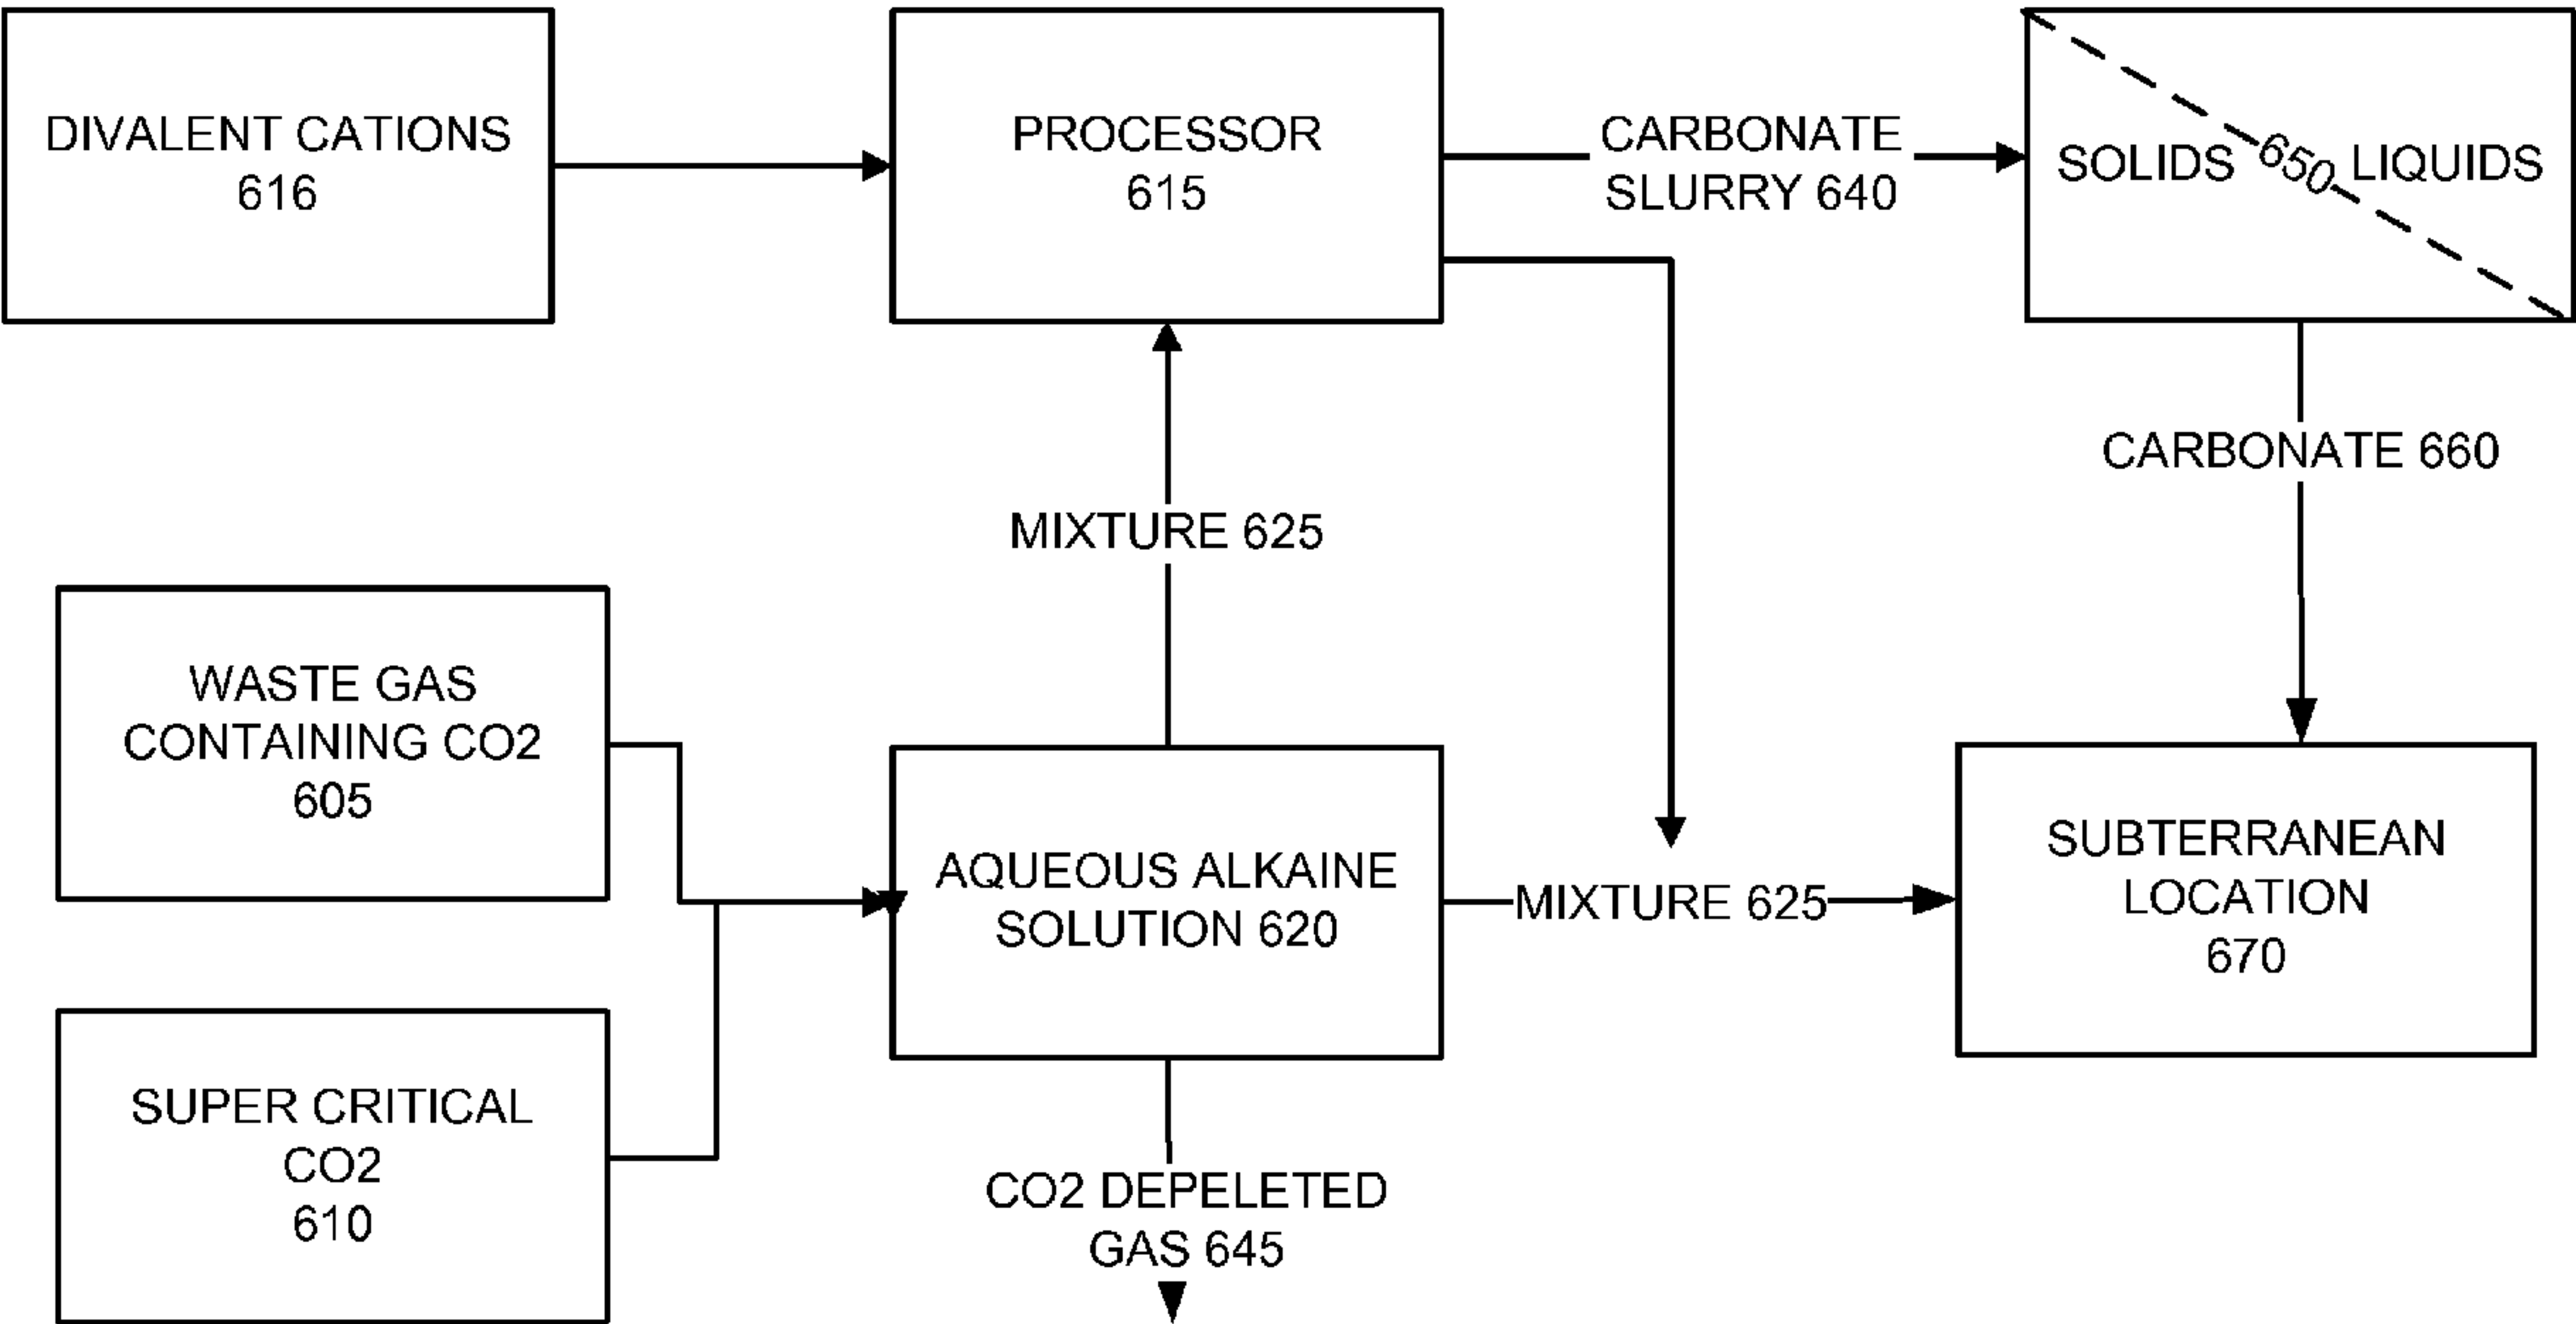 DIVALENT CATIONS
616
PROCESSOR
615
CARBONATE
SLURRY 640
SOLIDS 650 LIQUIDS
CARBONATE 660
MIXTURE 625
WASTE GAS
CONTAINING CO2
605
AQUEOUS ALKAINE
SOLUTION 620
MIXTURE 625
SUBTERRANEAN
LOCATION
670
SUPER CRITICAL
CO2
610
CO2 DEPELETED
GAS 645